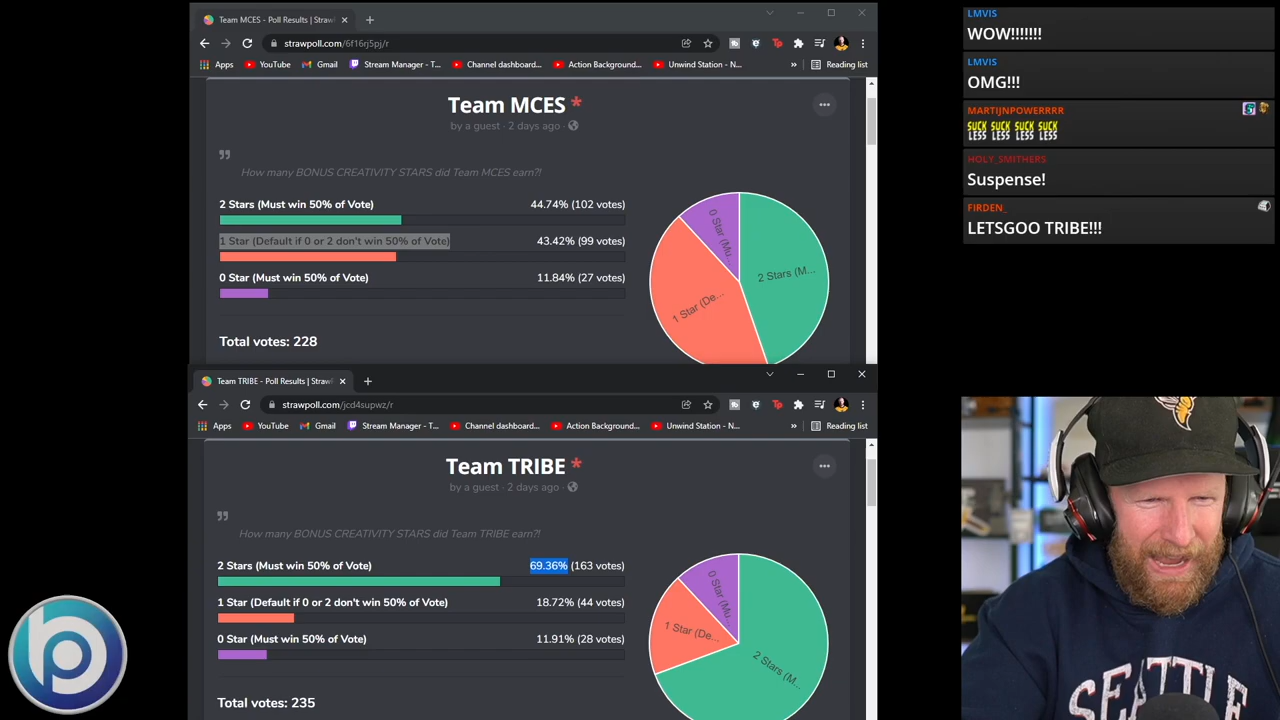 Team MCES - Poll Results | Straw
strawpoll.com/6f16rj5pj/r
Apps YouTube Gmail Stream Manager - T... Channel dashboard... Action Background... Unwind Station - N... » Reading list
Team MCES *
by a guest · 2 days ago ·
How many BONUS CREATIVITY STARS did Team MCES earn?!
2 Stars (Must win 50% of Vote) 44.74% (102 votes)
1 Star (Default if 0 or 2 don't win 50% of Vote) 43.42% (99 votes)
0 Star (Must win 50% of Vote) 11.84% (27 votes)
Total votes: 228
0 Star (Mu...
2 Stars (M...
1 Star (De...
Team TRIBE - Poll Results | Straw
strawpoll.com/jcd4supwz/r
Apps YouTube Gmail Stream Manager - T... Channel dashboard... Action Background... Unwind Station - N... » Reading list
Team TRIBE *
by a guest · 2 days ago ·
How many BONUS CREATIVITY STARS did Team TRIBE earn?!
2 Stars (Must win 50% of Vote) 69.36% (163 votes)
1 Star (Default if 0 or 2 don't win 50% of Vote) 18.72% (44 votes)
0 Star (Must win 50% of Vote) 11.91% (28 votes)
Total votes: 235
0 Star (Mu...
1 Star (De...
2 Stars (M...
LMVIS
WOW!!!!!!!
LMVIS
OMG!!!
MARTIJNPOWERRRR
SUCK LESS SUCK LESS SUCK LESS SUCK LESS
HOLY_SMITHERS
Suspense!
FIRDEN_
LETSGOO TRIBE!!!
SEATTLE